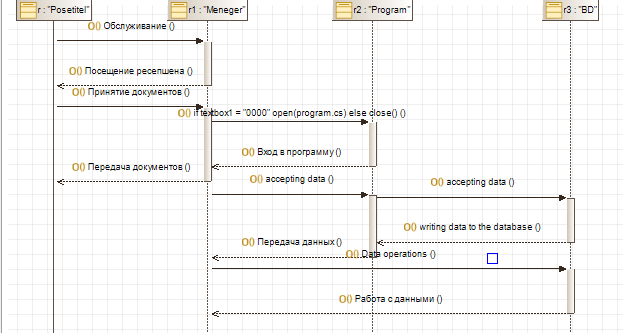 r : "Posetitel"
r1 : "Meneger"
r2 : "Program"
r3 : "BD"
O() Обслуживание ()
O() Посещение ресепшена ()
O() Принятие документов ()
O() if textbox1 = "0000" open(program.cs) else close() ()
O() Вход в программу ()
O() Передача документов ()
O() accepting data ()
O() accepting data ()
O() writing data to the database ()
O() Передача данных ()
O() Data operations ()
O() Работа с данными ()